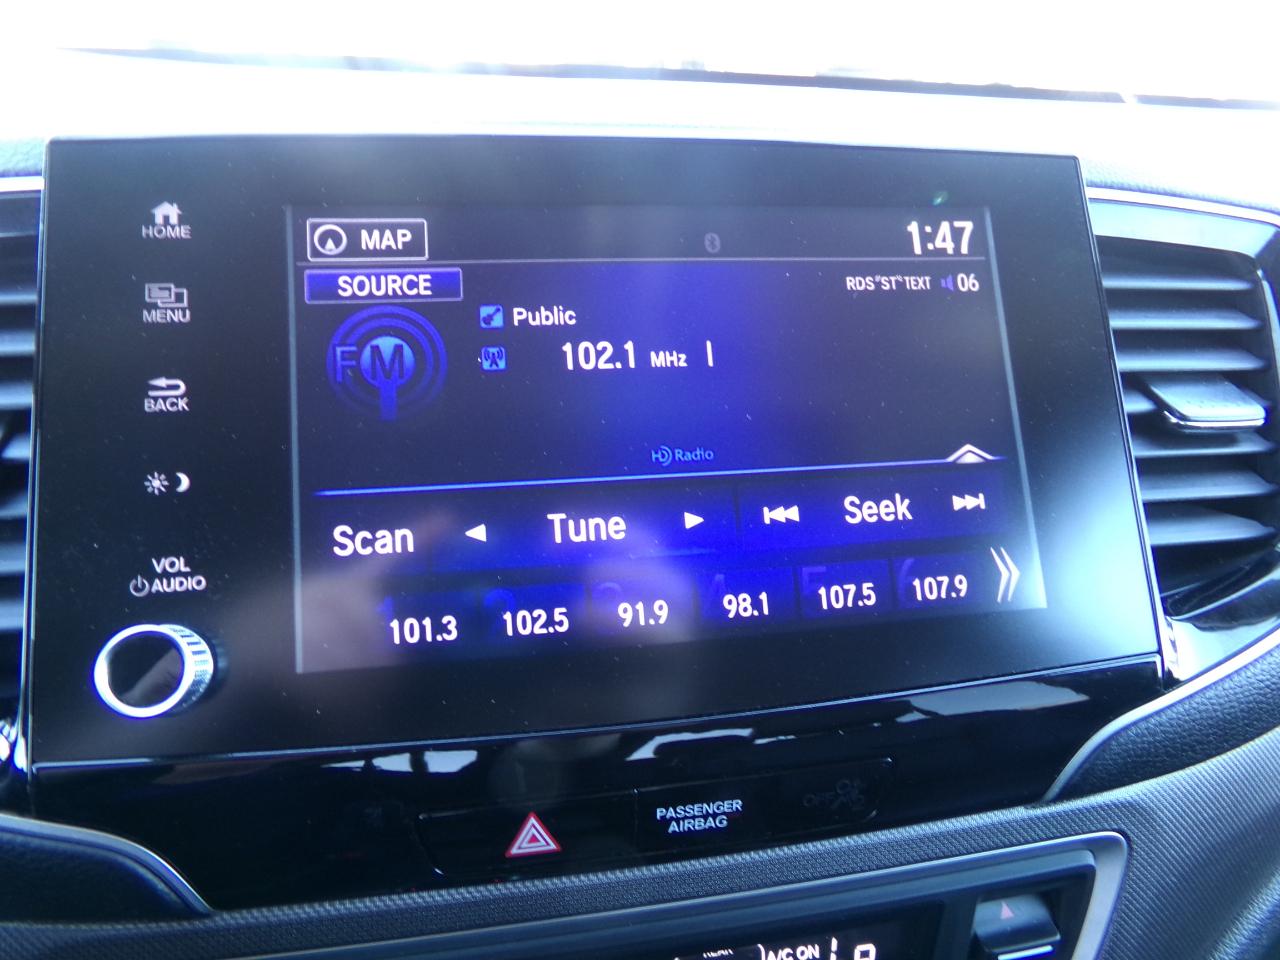 HOME
MENU
BACK
VOL
AUDIO
MAP
1:47
SOURCE
RDS "ST" TEXT 06
FM
Public
102.1 MHz
HD Radio
Scan Tune Seek
101.3 102.5 91.9 98.1 107.5 107.9
PASSENGER
AIRBAG
A/C ON